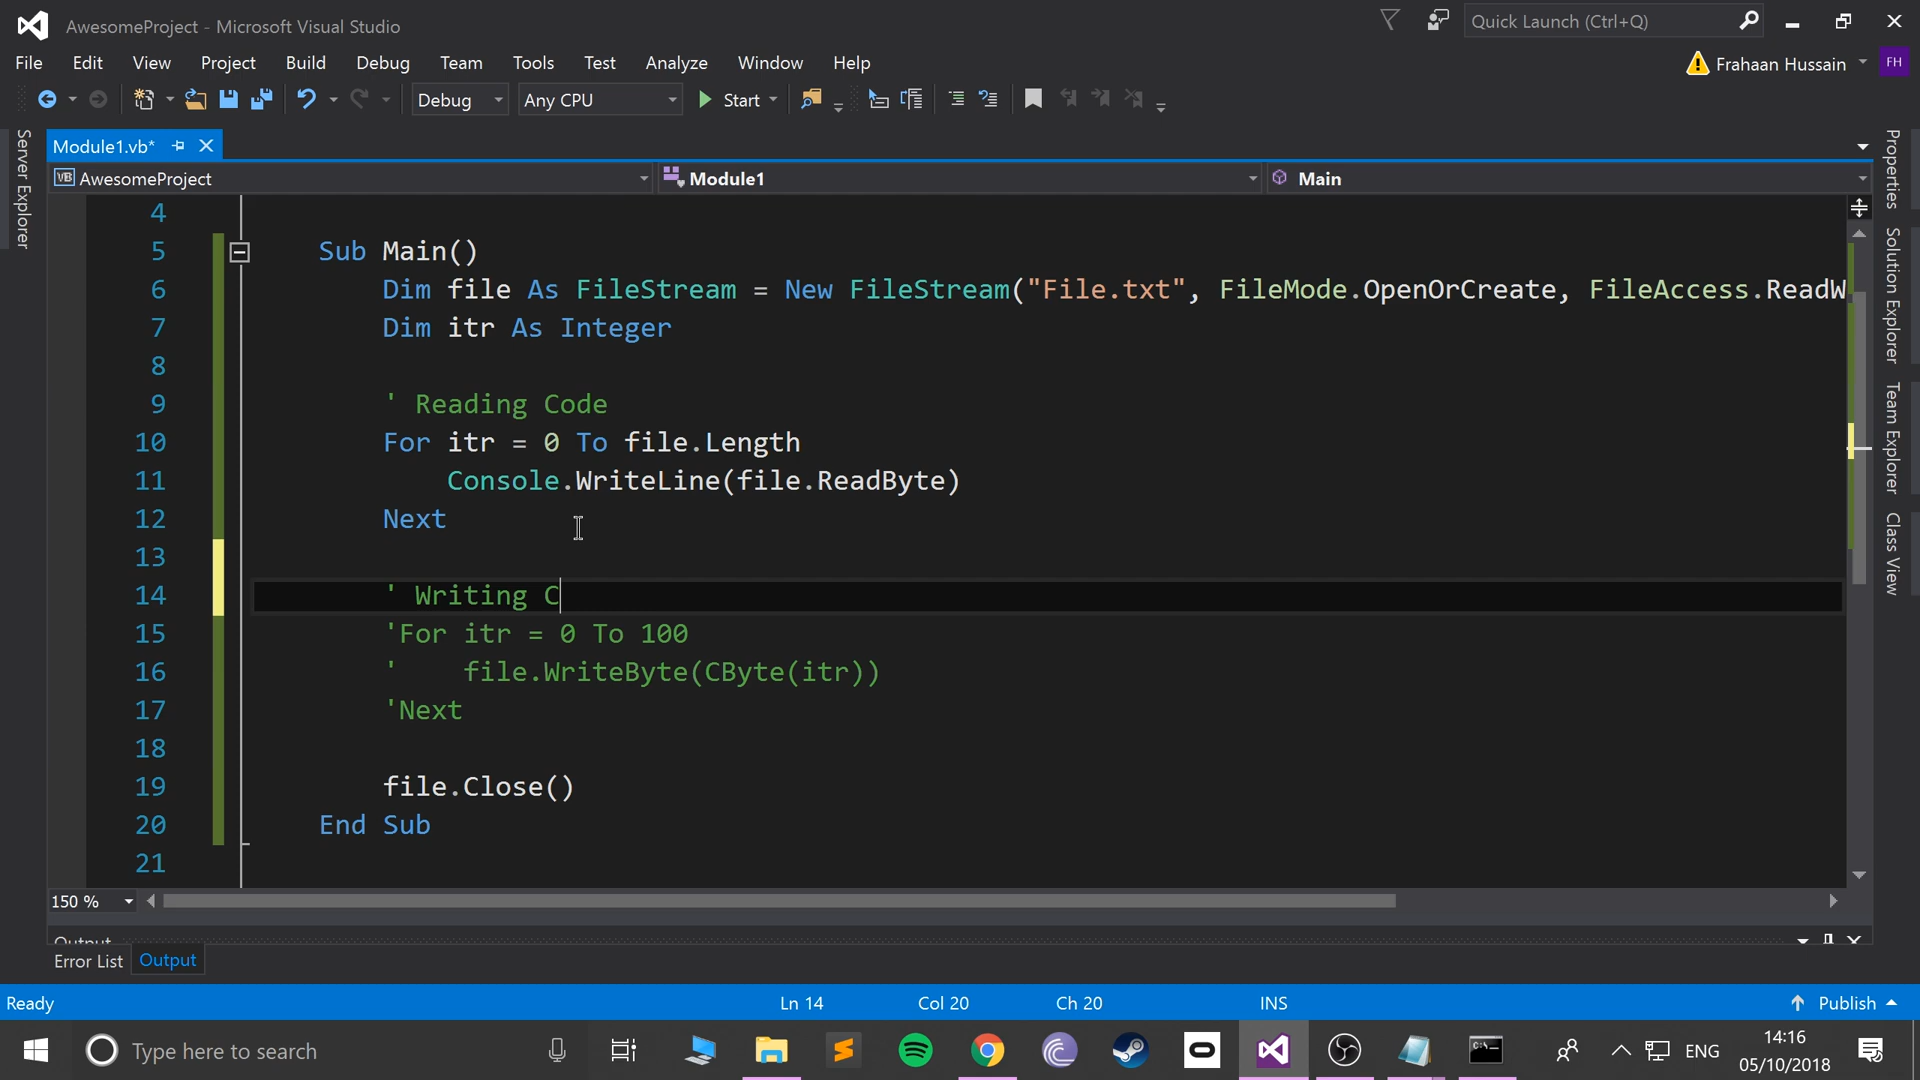 AwesomeProject - Microsoft Visual Studio
Quick Launch (Ctrl+Q)
File Edit View Project Build Debug Team Tools Test Analyze Window Help
Frahaan Hussain FH
Debug Any CPU Start
Server Explorer
Module1.vb*
VB AwesomeProject Module1 Main
4
5 Sub Main()
6 Dim file As FileStream = New FileStream("File.txt", FileMode.OpenOrCreate, FileAccess.ReadW
7 Dim itr As Integer
8
9 ' Reading Code
10 For itr = 0 To file.Length
11 Console.WriteLine(file.ReadByte)
12 Next
13
14 ' Writing C
15 'For itr = 0 To 100
16 '    file.WriteByte(CByte(itr))
17 'Next
18
19 file.Close()
20 End Sub
21
Properties
Solution Explorer
Team Explorer
Class View
150 %
Output
Error List Output
Ready Ln 14 Col 20 Ch 20 INS Publish
Type here to search
ENG
14:16
05/10/2018